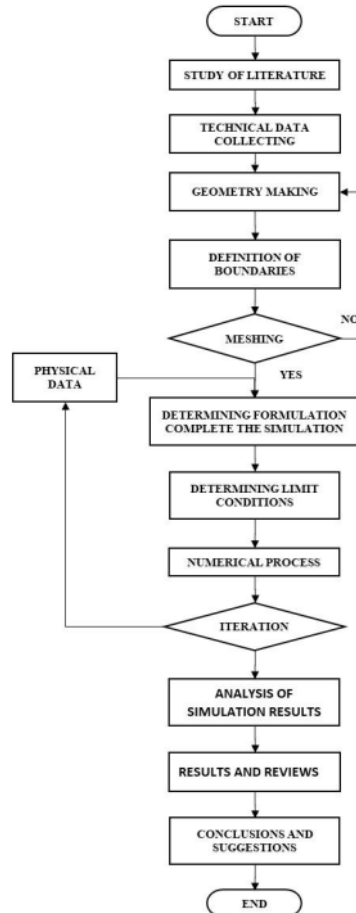 START
STUDY OF LITERATURE
TECHNICAL DATA
COLLECTING
GEOMETRY MAKING
DEFINITION OF
BOUNDARIES
MESHING
NO
PHYSICAL
DATA
YES
DETERMINING FORMULATION
COMPLETE THE SIMULATION
DETERMINING LIMIT
CONDITIONS
NUMERICAL PROCESS
ITERATION
ANALYSIS OF
SIMULATION RESULTS
RESULTS AND REVIEWS
CONCLUSIONS AND
SUGGESTIONS
END